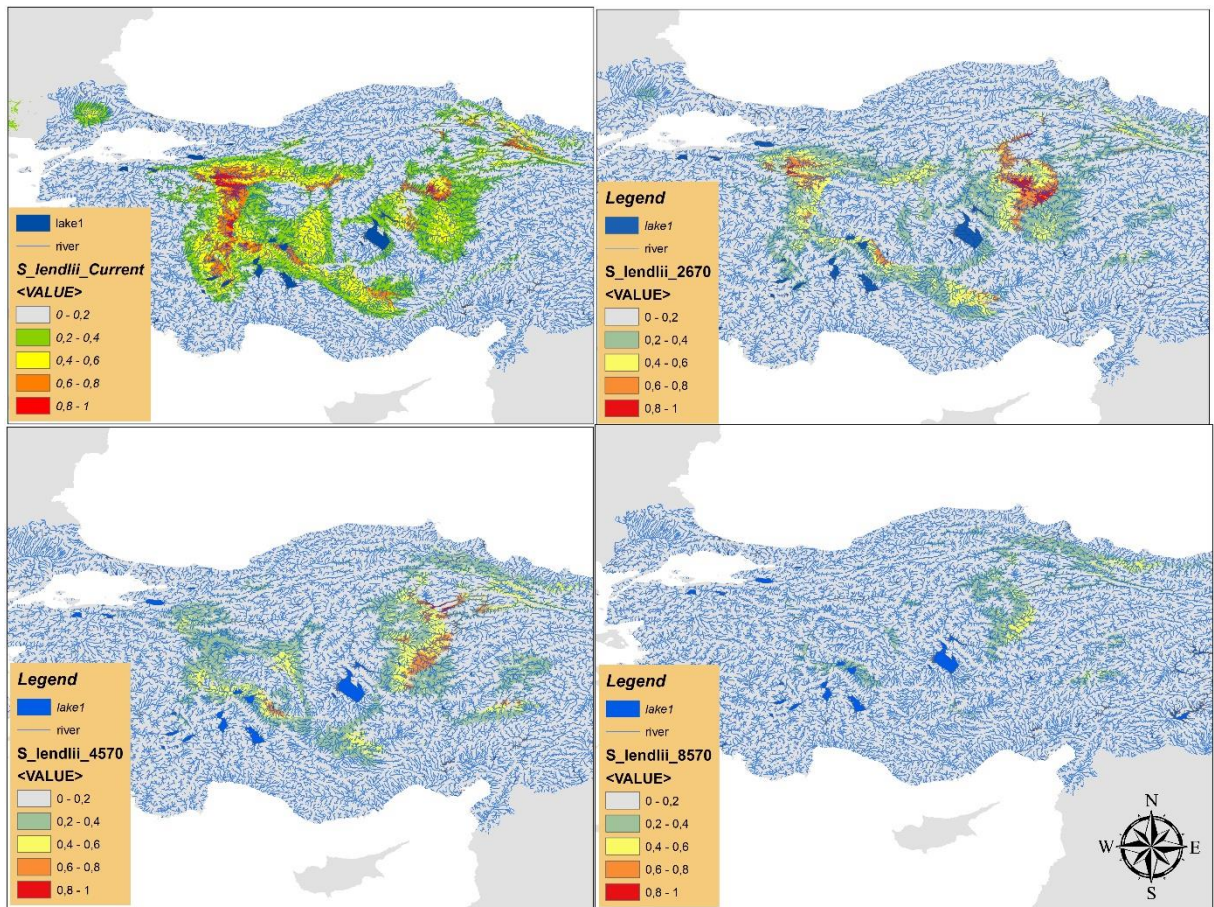 lake1
river
S_lendlii_Current
<VALUE>
0 - 0,2
0,2 - 0,4
0,4 - 0,6
0,6 - 0,8
0,8 - 1
Legend
lake1
river
S_lendlii_2670
<VALUE>
0 - 0,2
0,2 - 0,4
0,4 - 0,6
0,6 - 0,8
0,8 - 1
Legend
lake1
river
S_lendlii_4570
<VALUE>
0 - 0,2
0,2 - 0,4
0,4 - 0,6
0,6 - 0,8
0,8 - 1
Legend
lake1
river
S_lendlii_8570
<VALUE>
0 - 0,2
0,2 - 0,4
0,4 - 0,6
0,6 - 0,8
0,8 - 1
N
W E
S